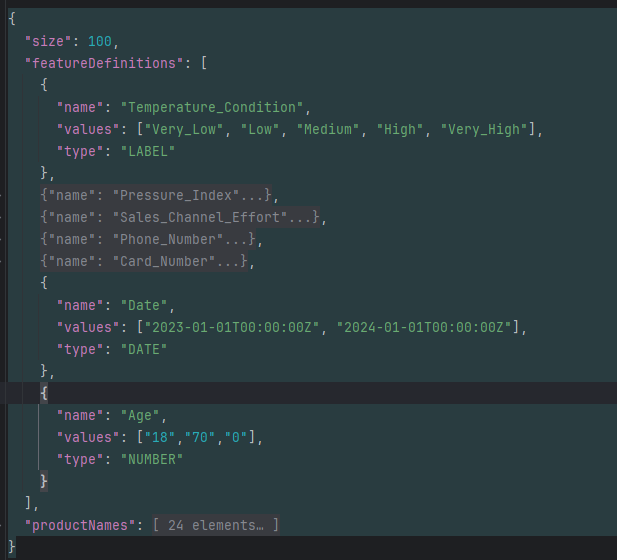 {
"size": 100,
"featureDefinitions": [
{
"name": "Temperature_Condition",
"values": ["Very_Low", "Low", "Medium", "High", "Very_High"],
"type": "LABEL"
},
{"name": "Pressure_Index"...},
{"name": "Sales_Channel_Effort"...},
{"name": "Phone_Number"...},
{"name": "Card_Number"...},
{
"name": "Date",
"values": ["2023-01-01T00:00:00Z", "2024-01-01T00:00:00Z"],
"type": "DATE"
},
{
"name": "Age",
"values": ["18","70","0"],
"type": "NUMBER"
}
],
"productNames": [ 24 elements… ]
}